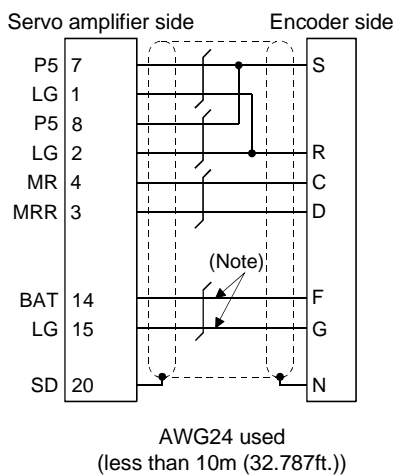 Servo amplifier side Encoder side
P5 7 S
LG 1
P5 8
LG 2 R
MR 4 C
MRR 3 D
(Note)
BAT 14 F
LG 15 G
SD 20 N
AWG24 used
(less than 10m (32.787ft.))